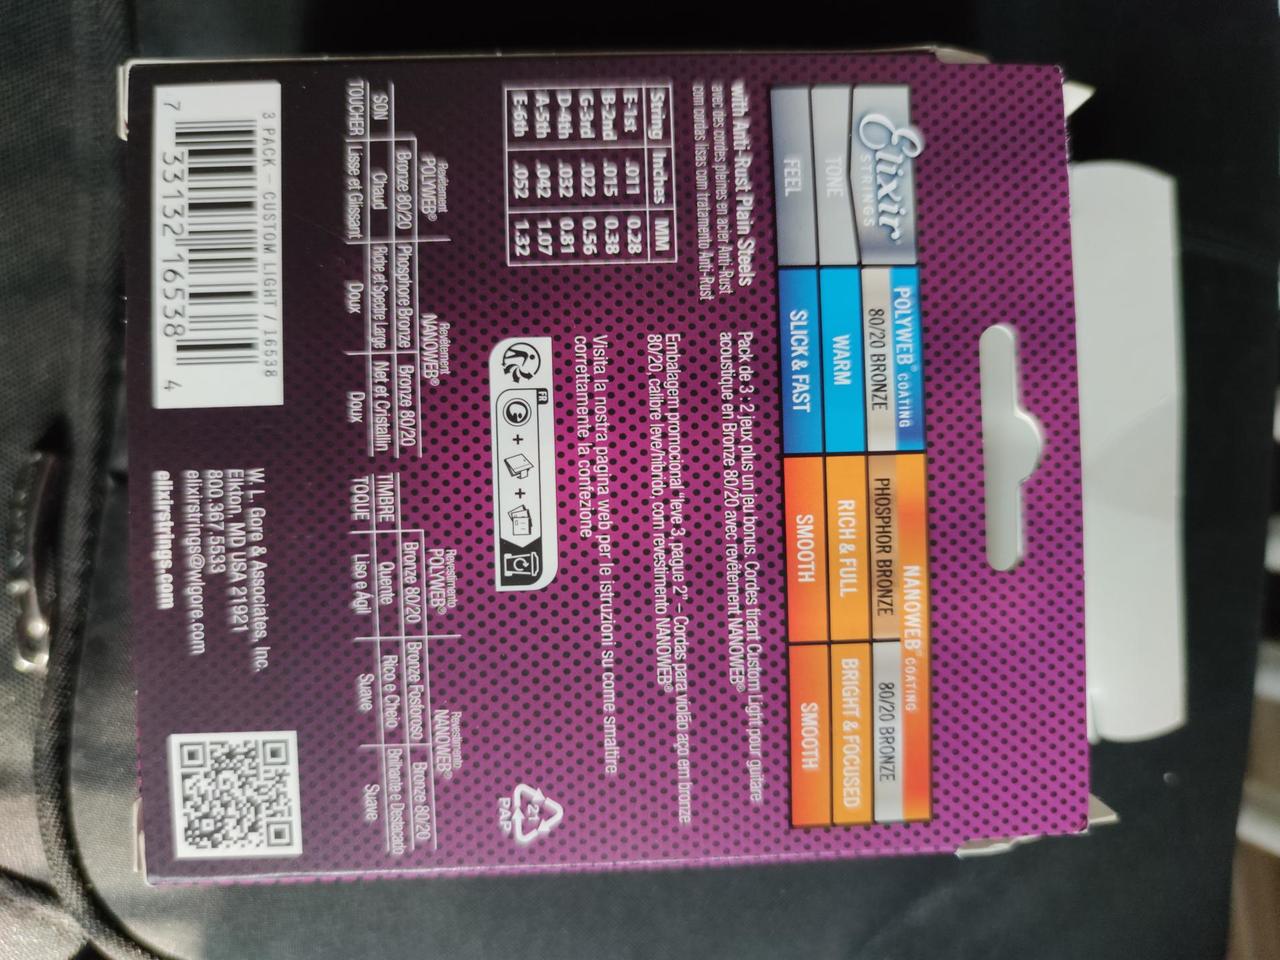 Elixir®
STRINGS
POLYWEB® COATING
NANOWEB® COATING
80/20 BRONZE
PHOSPHOR BRONZE
80/20 BRONZE
TONE
WARM
RICH & FULL
BRIGHT & FOCUSED
FEEL
SLICK & FAST
SMOOTH
SMOOTH
with Anti-Rust Plain Steels
avec des cordes pleines en acier Anti-Rust
com cordas lisas com tratamento Anti-Rust
String Inches MM
E-1st .011 0.28
B-2nd .015 0.38
G-3rd .022 0.56
D-4th .032 0.81
A-5th .042 1.07
E-6th .052 1.32
Pack de 3 : 2 jeux plus un jeu bonus. Cordes tirant Custom Light pour guitare
acoustique en Bronze 80/20 avec revêtement NANOWEB®
Embalagem promocional "leve 3, pague 2" – Cordas para violão aço em bronze
80/20, calibre leve/híbrido, com revestimento NANOWEB®
Visita la nostra pagina web per le istruzioni su come smaltire
correttamente la confezione
FR
+
+
21
PAP
Revêtement
POLYWEB®
Revêtement
NANOWEB®
Bronze 80/20
Phosphore Bronze
Bronze 80/20
SON
Chaud
Riche et Spectre Large
Net et Cristallin
TOUCHER
Lisse et Glissant
Doux
Doux
Revestimento
POLYWEB®
Revestimento
NANOWEB®
Bronze 80/20
Bronze Fosforoso
Bronze 80/20
TIMBRE
Quente
Rico e Cheio
Brilhante e Destacado
TOQUE
Liso e Ágil
Suave
Suave
3 PACK – CUSTOM LIGHT / 16538
7 33132 16538 4
W. L. Gore & Associates, Inc.
Elkton, MD USA 21921
800.367.5533
elixirstrings@wlgore.com
elixirstrings.com